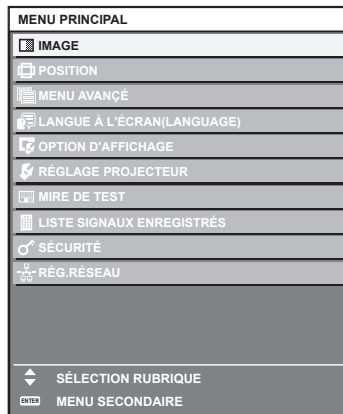 MENU PRINCIPAL
IMAGE
POSITION
MENU AVANÇÉ
LANGUE À L'ÉCRAN(LANGUAGE)
OPTION D'AFFICHAGE
RÉGLAGE PROJECTEUR
MIRE DE TEST
LISTE SIGNAUX ENREGISTRÉS
SÉCURITÉ
RÉG.RÉSEAU
SÉLECTION RUBRIQUE
ENTER MENU SECONDAIRE